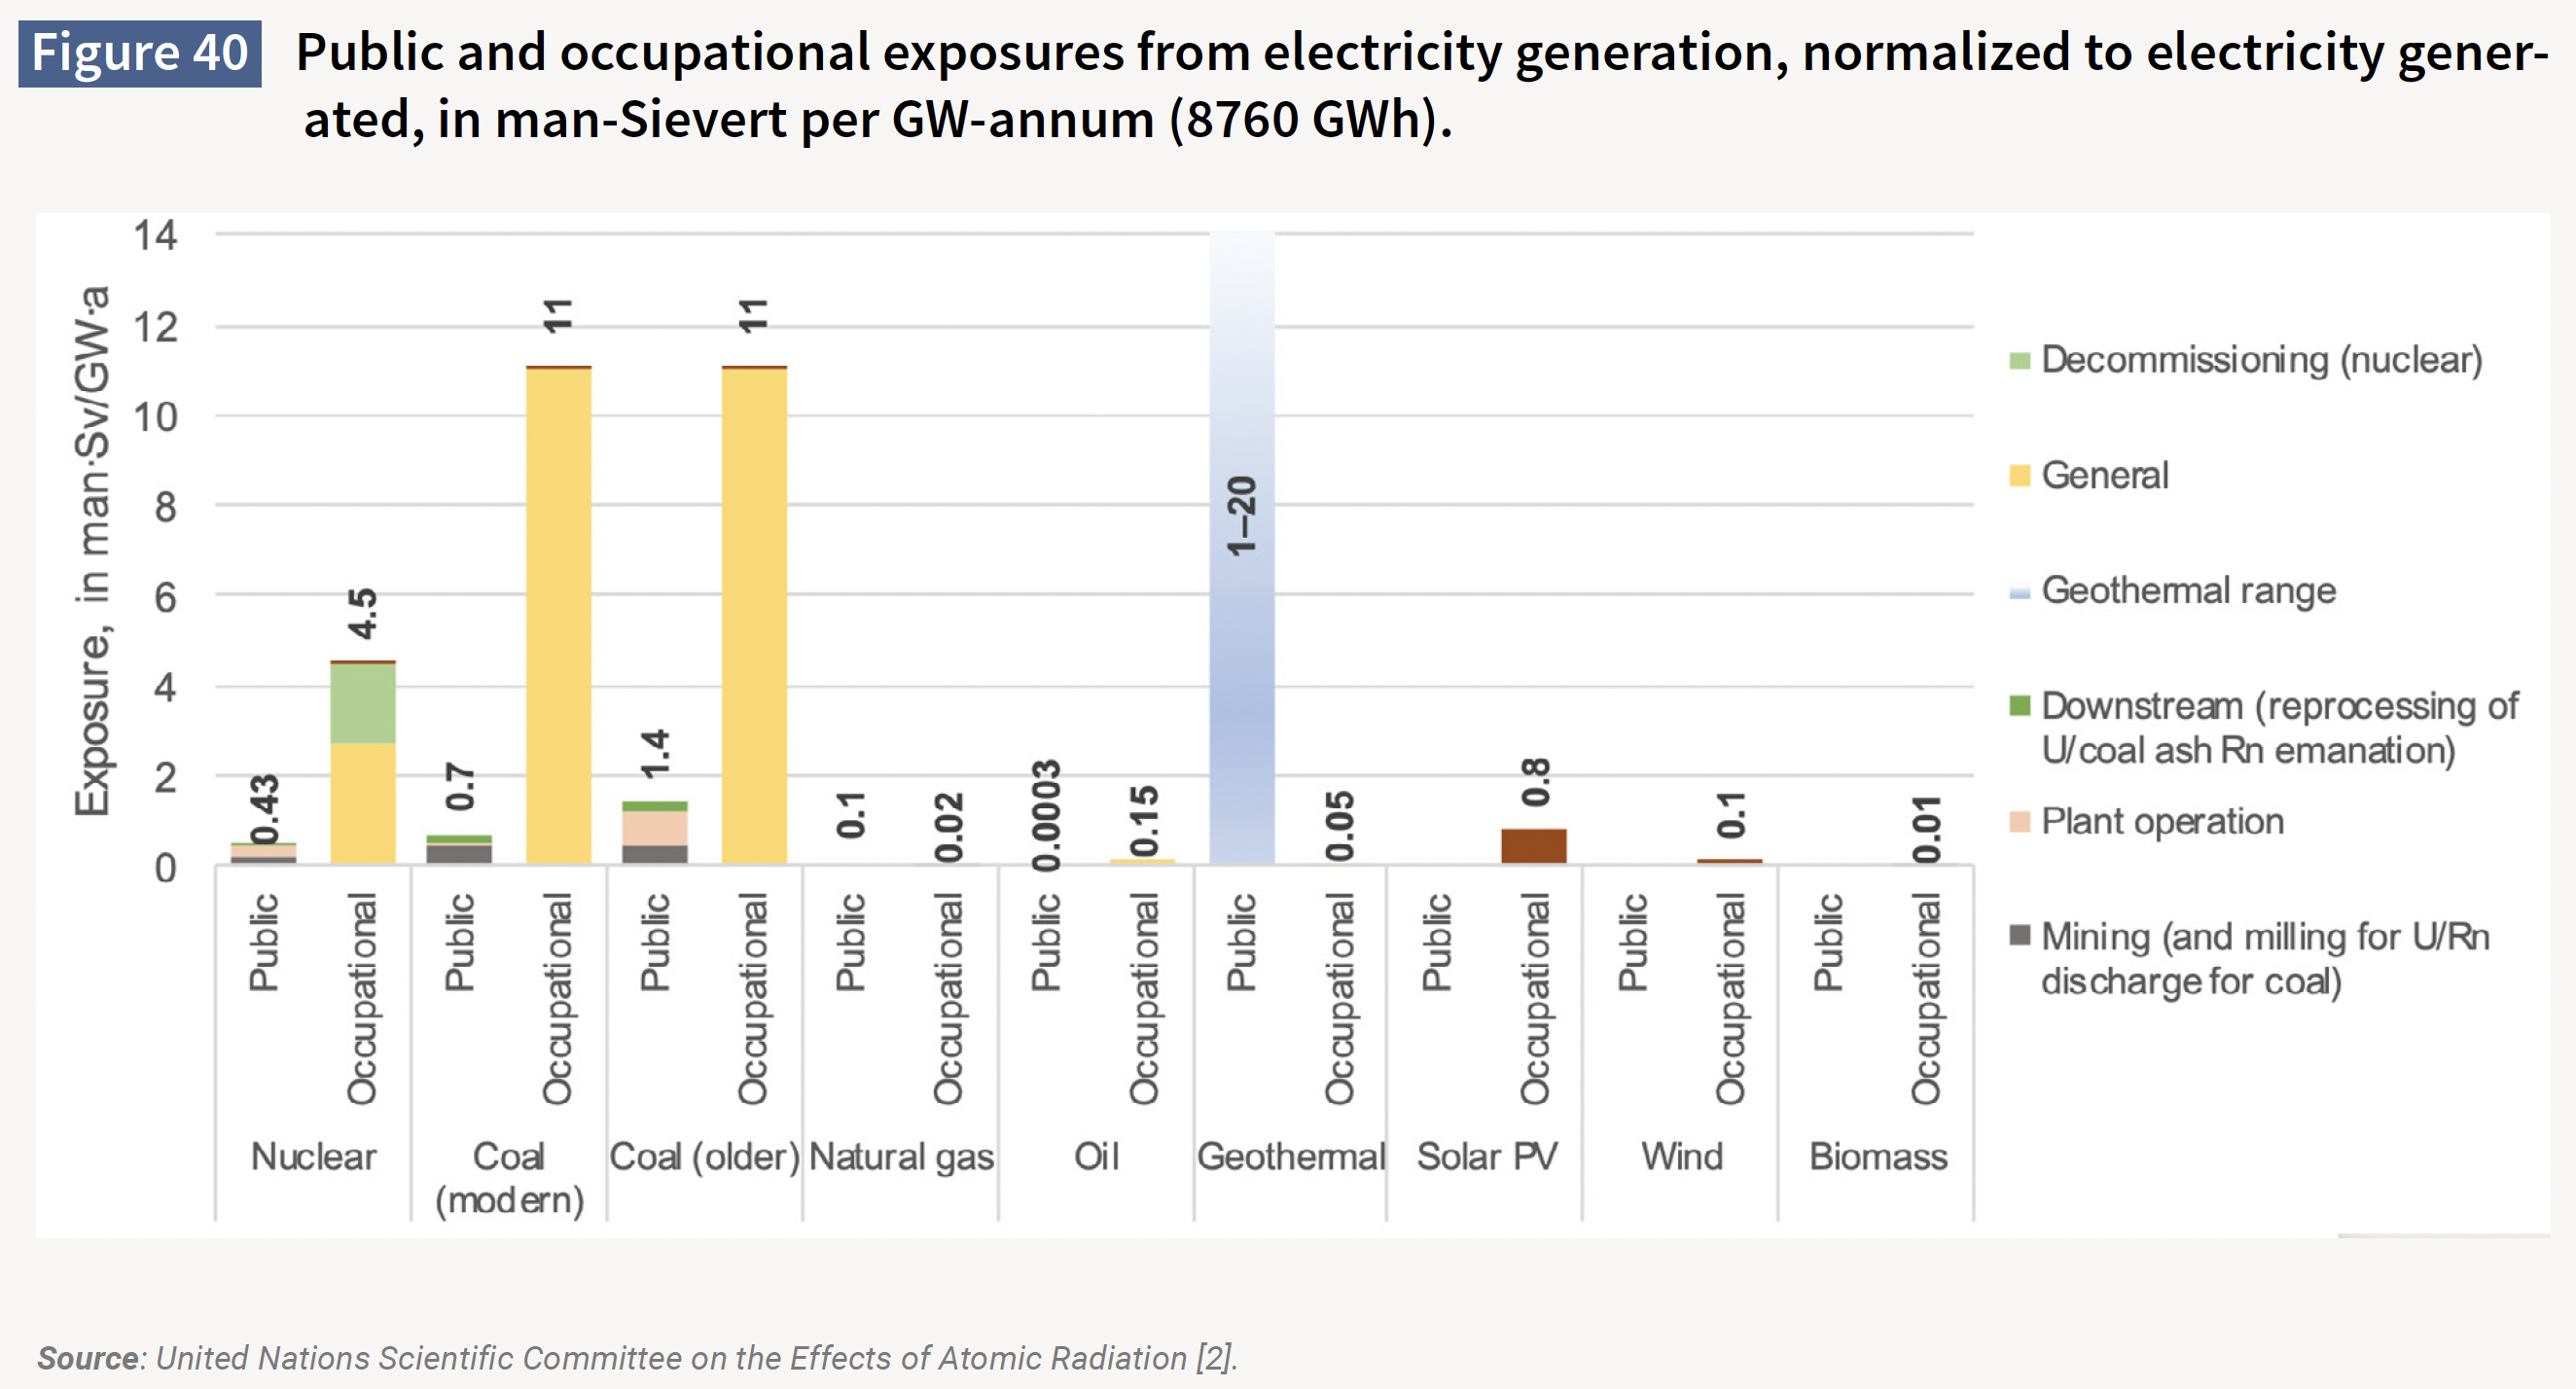 Figure 40 Public and occupational exposures from electricity generation, normalized to electricity gener-
ated, in man-Sievert per GW-annum (8760 GWh).
Exposure, in man·Sv/GW·a
14
12
10
8
6
4
2
0
0.43
4.5
0.7
11
1.4
11
0.1
0.02
0.0003
0.15
1–20
0.05
0.8
0.1
0.01
Public
Occupational
Public
Occupational
Public
Occupational
Public
Occupational
Public
Occupational
Public
Occupational
Public
Occupational
Public
Occupational
Public
Occupational
Nuclear
Coal
(modern)
Coal (older)
Natural gas
Oil
Geothermal
Solar PV
Wind
Biomass
Decommissioning (nuclear)
General
Geothermal range
Downstream (reprocessing of
U/coal ash Rn emanation)
Plant operation
Mining (and milling for U/Rn
discharge for coal)
Source: United Nations Scientific Committee on the Effects of Atomic Radiation [2].